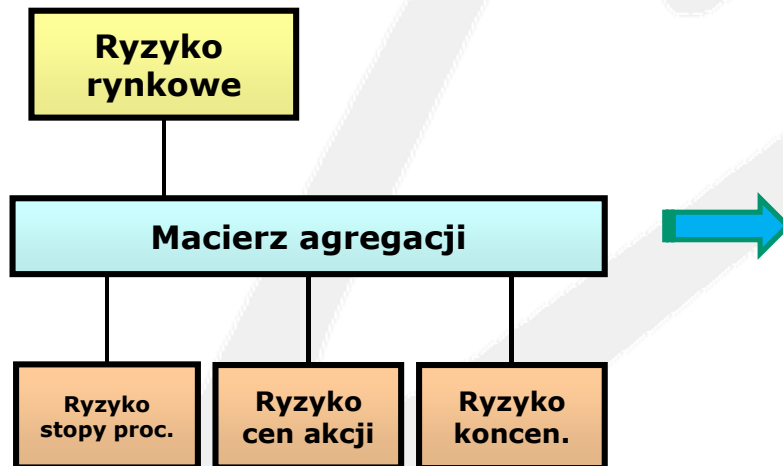 Ryzyko
rynkowe
Macierz agregacji
Ryzyko
stopy proc.
Ryzyko
cen akcji
Ryzyko
koncen.